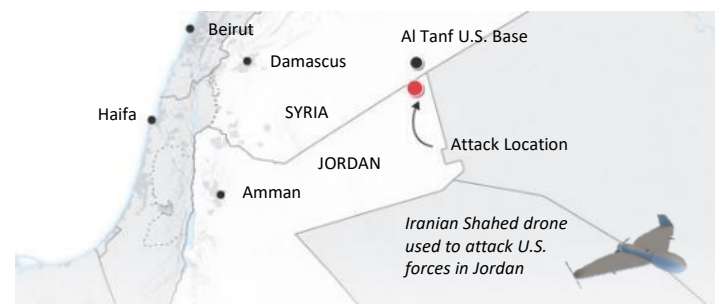 Beirut
Al Tanf U.S. Base
Damascus
Haifa
SYRIA
Attack Location
JORDAN
Amman
Iranian Shahed drone
used to attack U.S.
forces in Jordan